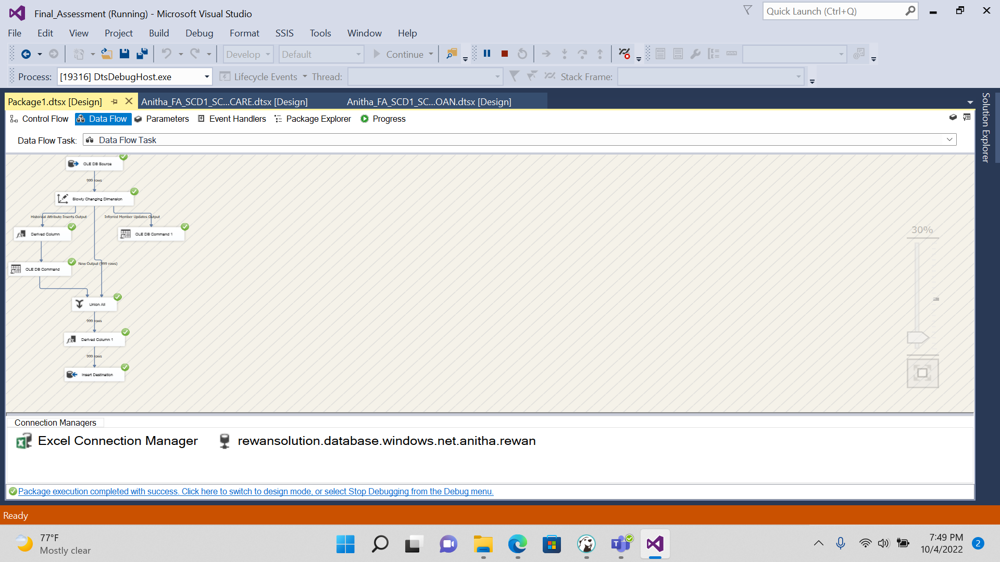 Final_Assessment (Running) - Microsoft Visual Studio
Quick Launch (Ctrl+Q)
File Edit View Project Build Debug Format SSIS Tools Window Help
Develop Default Continue
Process: [19316] DtsDebugHost.exe Lifecycle Events Thread: Stack Frame:
Package1.dtsx [Design] Anitha_FA_SCD1_SC...CARE.dtsx [Design] Anitha_FA_SCD1_SC...OAN.dtsx [Design]
Solution Explorer
Control Flow Data Flow Parameters Event Handlers Package Explorer Progress
Data Flow Task: Data Flow Task
OLE DB Source
999 rows
Slowly Changing Dimension
Historical Attribute Inserts Output Inferred Member Updates Output
Derived Column OLE DB Command 1
30%
New Output (999 rows)
OLE DB Command
Union All
999 rows
Derived Column 1
999 rows
Insert Destination
Connection Managers
Excel Connection Manager rewansolution.database.windows.net.anitha.rewan
Package execution completed with success. Click here to switch to design mode, or select Stop Debugging from the Debug menu.
Ready
77°F
Mostly clear
7:49 PM
10/4/2022
2